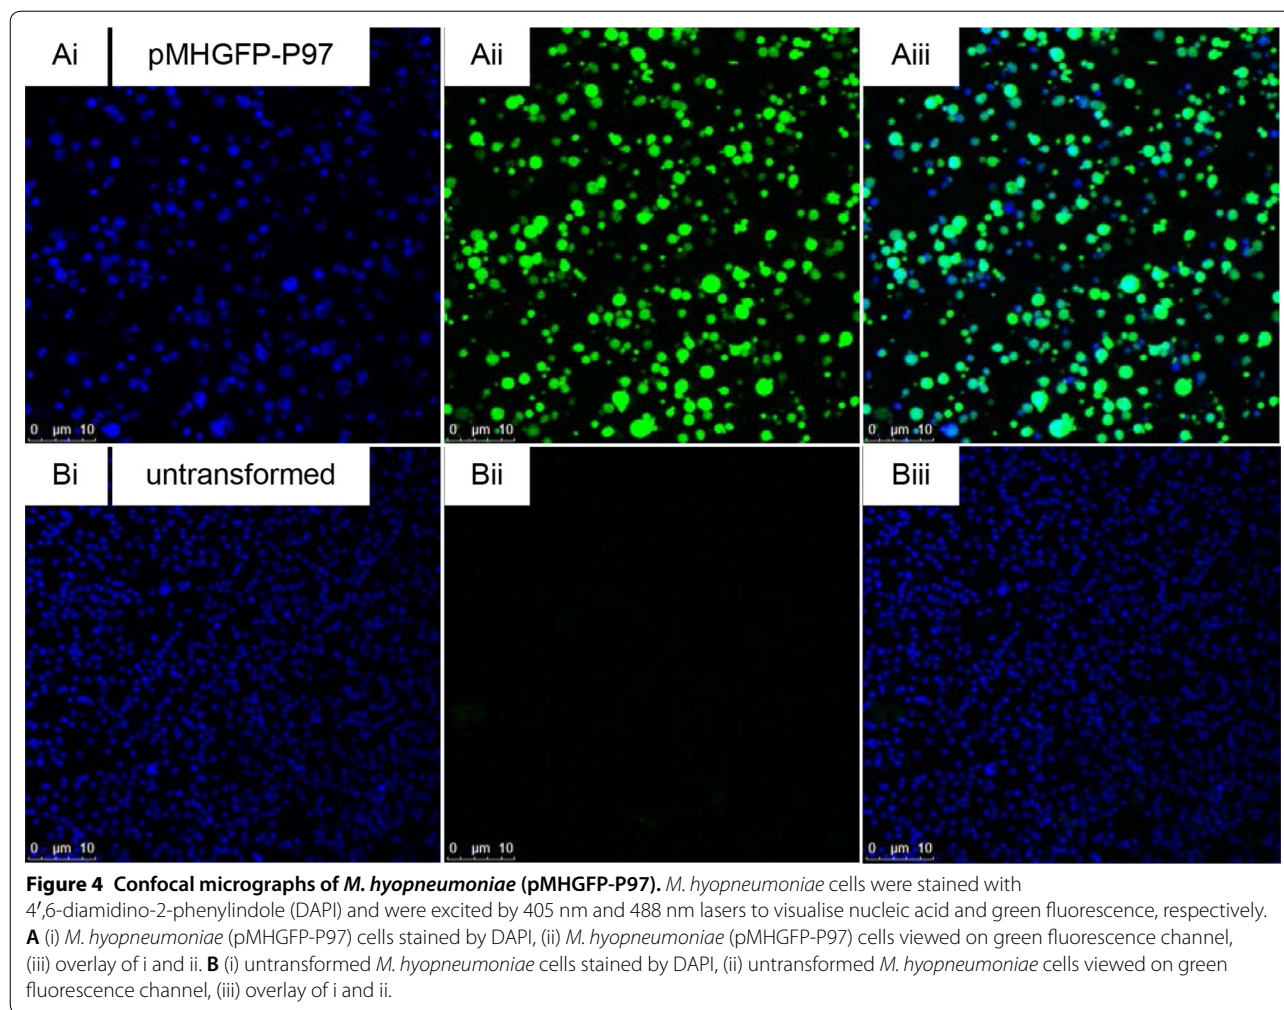 Ai pMHGFP-P97 Aii Aiii
0 µm 10 0 µm 10 0 µm 10
Bi untransformed Bii Biii
0 µm 10 0 µm 10 0 µm 10
Figure 4 Confocal micrographs of M. hyopneumoniae (pMHGFP-P97). M. hyopneumoniae cells were stained with
4′,6-diamidino-2-phenylindole (DAPI) and were excited by 405 nm and 488 nm lasers to visualise nucleic acid and green fluorescence, respectively.
A (i) M. hyopneumoniae (pMHGFP-P97) cells stained by DAPI, (ii) M. hyopneumoniae (pMHGFP-P97) cells viewed on green fluorescence channel,
(iii) overlay of i and ii. B (i) untransformed M. hyopneumoniae cells stained by DAPI, (ii) untransformed M. hyopneumoniae cells viewed on green
fluorescence channel, (iii) overlay of i and ii.